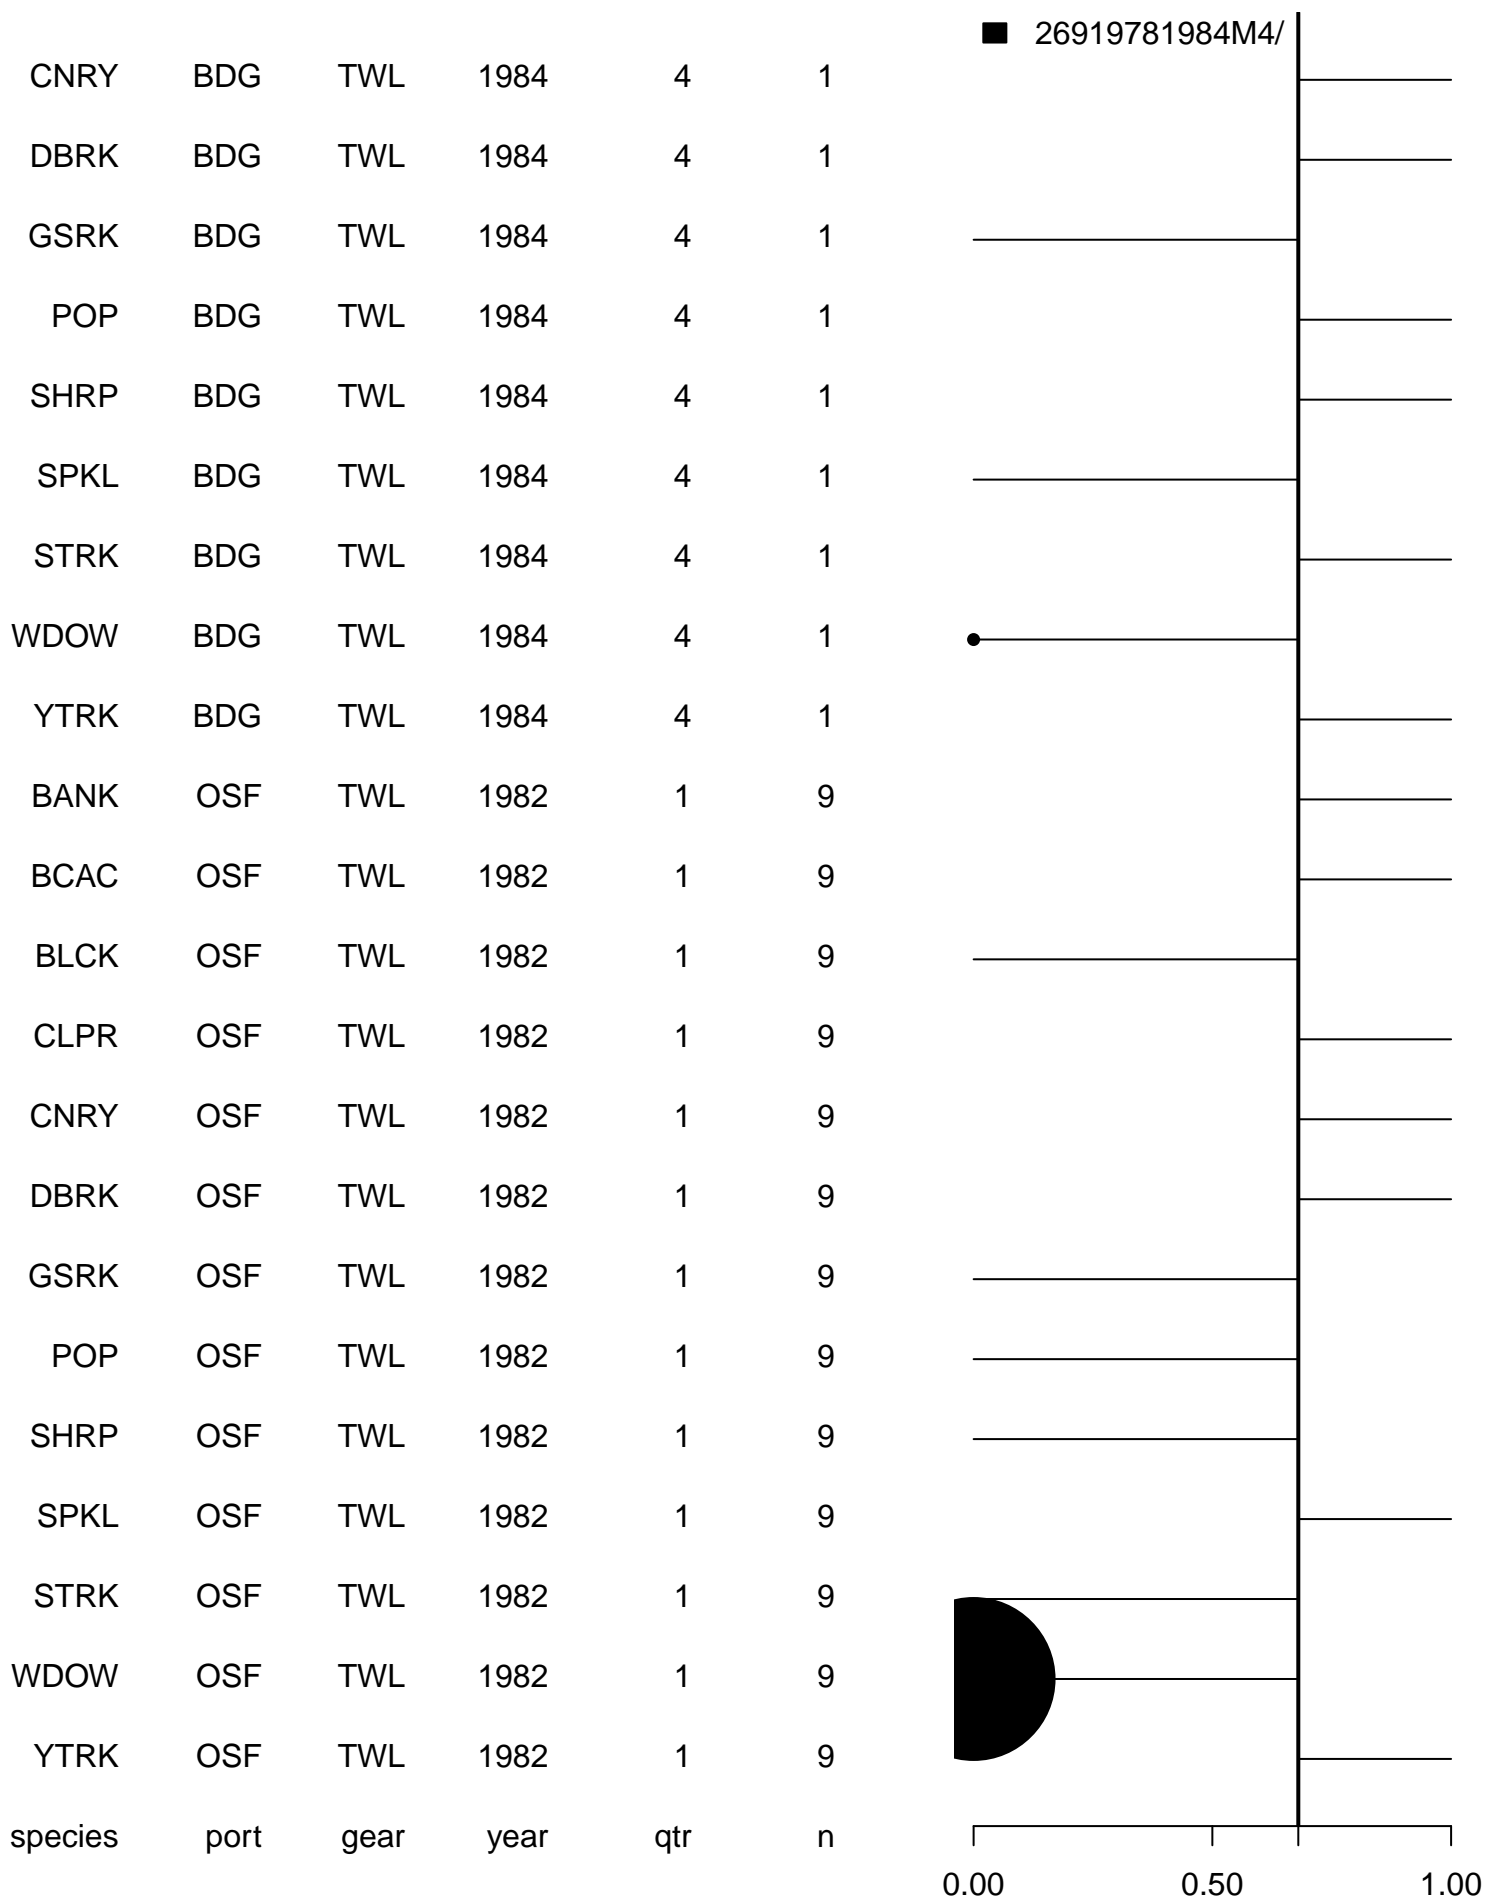 26919781984M4/
CNRY BDG TWL 1984 4 1
DBRK BDG TWL 1984 4 1
GSRK BDG TWL 1984 4 1
POP BDG TWL 1984 4 1
SHRP BDG TWL 1984 4 1
SPKL BDG TWL 1984 4 1
STRK BDG TWL 1984 4 1
WDOW BDG TWL 1984 4 1
YTRK BDG TWL 1984 4 1
BANK OSF TWL 1982 1 9
BCAC OSF TWL 1982 1 9
BLCK OSF TWL 1982 1 9
CLPR OSF TWL 1982 1 9
CNRY OSF TWL 1982 1 9
DBRK OSF TWL 1982 1 9
GSRK OSF TWL 1982 1 9
POP OSF TWL 1982 1 9
SHRP OSF TWL 1982 1 9
SPKL OSF TWL 1982 1 9
STRK OSF TWL 1982 1 9
WDOW OSF TWL 1982 1 9
YTRK OSF TWL 1982 1 9
species port gear year qtr n
0.00 0.50 1.00